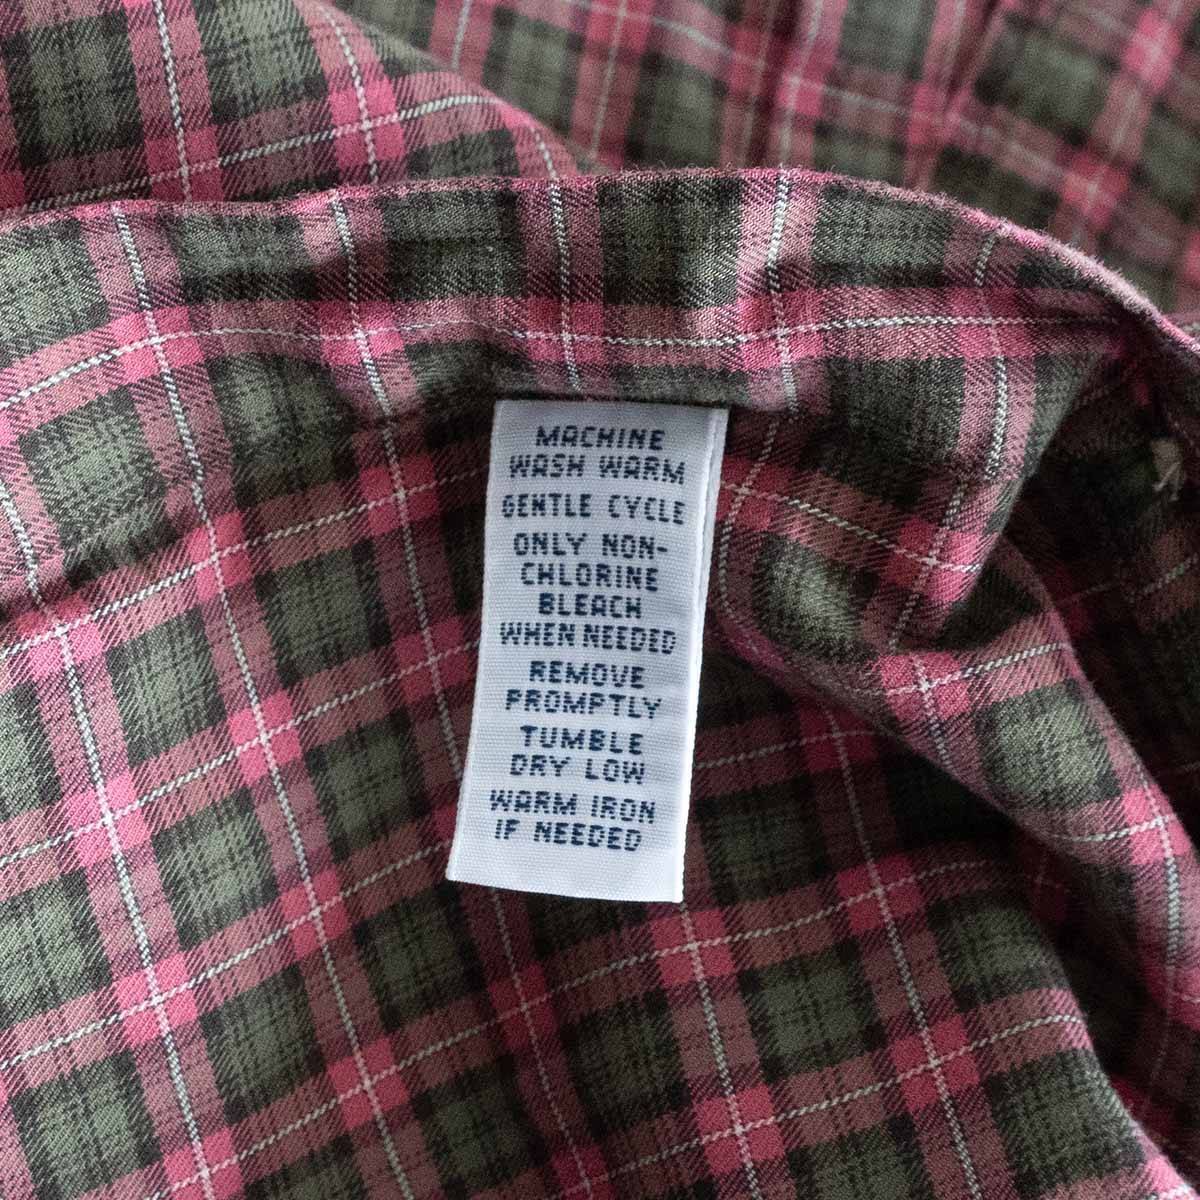 MACHINE
WASH WARM
GENTLE CYCLE
ONLY NON-
CHLORINE
BLEACH
WHEN NEEDED
REMOVE
PROMPTLY
TUMBLE
DRY LOW
WARM IRON
IF NEEDED